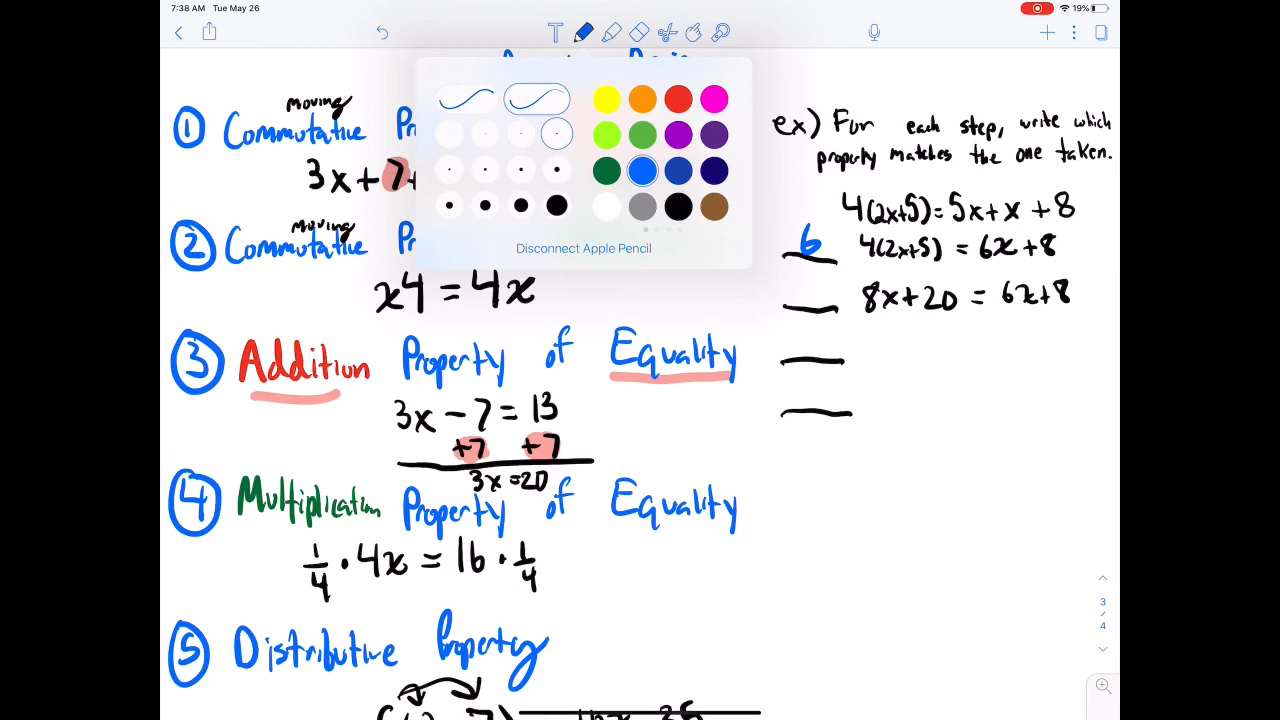 7:38 AM Tue May 26
19%
① Commutative Pr
moving
3x + 7+
② Commutative Pr
moving
x4 = 4x
Disconnect Apple Pencil
③ Addition Property of Equality
3x - 7 = 13
+7 +7
3x = 20
④ Multiplication Property of Equality
1/4 · 4x = 16 · 1/4
⑤ Distributive Property
ex) For each step, write which
property matches the one taken.
4(2x+5) = 5x + x + 8
6 4(2x+5) = 6x + 8
8x + 20 = 6x + 8
3
4